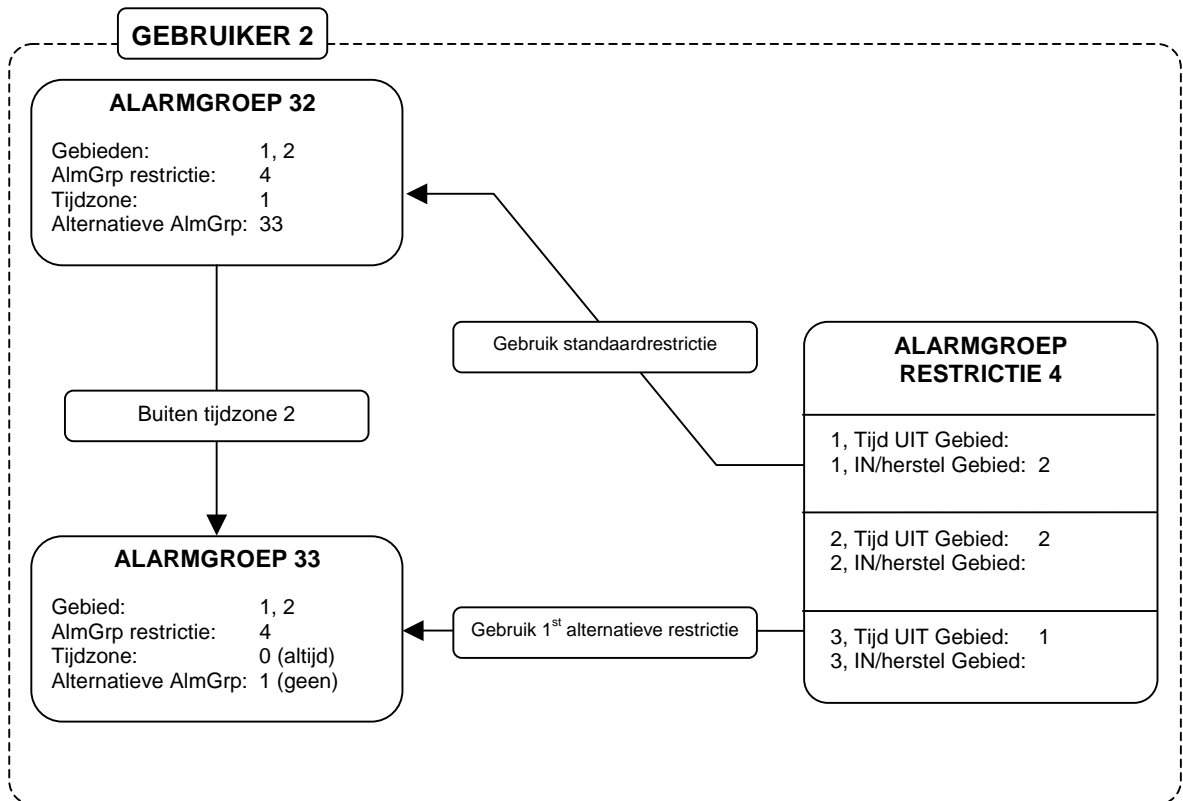 GEBRUIKER 2
ALARMGROEP 32
Gebieden: 1, 2
AlmGrp restrictie: 4
Tijdzone: 1
Alternatieve AlmGrp: 33
Gebruik standaardrestrictie
ALARMGROEP
RESTRICTIE 4
1, Tijd UIT Gebied:
1, IN/herstel Gebied: 2
2, Tijd UIT Gebied: 2
2, IN/herstel Gebied:
3, Tijd UIT Gebied: 1
3, IN/herstel Gebied:
Buiten tijdzone 2
ALARMGROEP 33
Gebied: 1, 2
AlmGrp restrictie: 4
Tijdzone: 0 (altijd)
Alternatieve AlmGrp: 1 (geen)
Gebruik 1st alternatieve restrictie